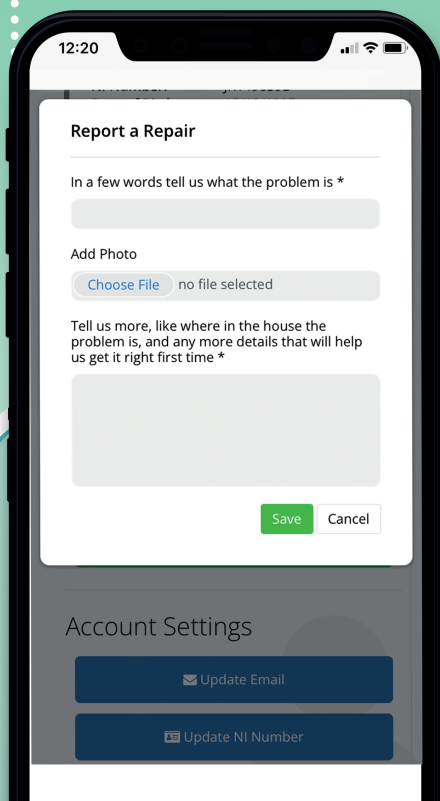 12:20
Report a Repair
In a few words tell us what the problem is *
Add Photo
Choose File no file selected
Tell us more, like where in the house the
problem is, and any more details that will help
us get it right first time *
Save Cancel
Account Settings
Update Email
Update NI Number